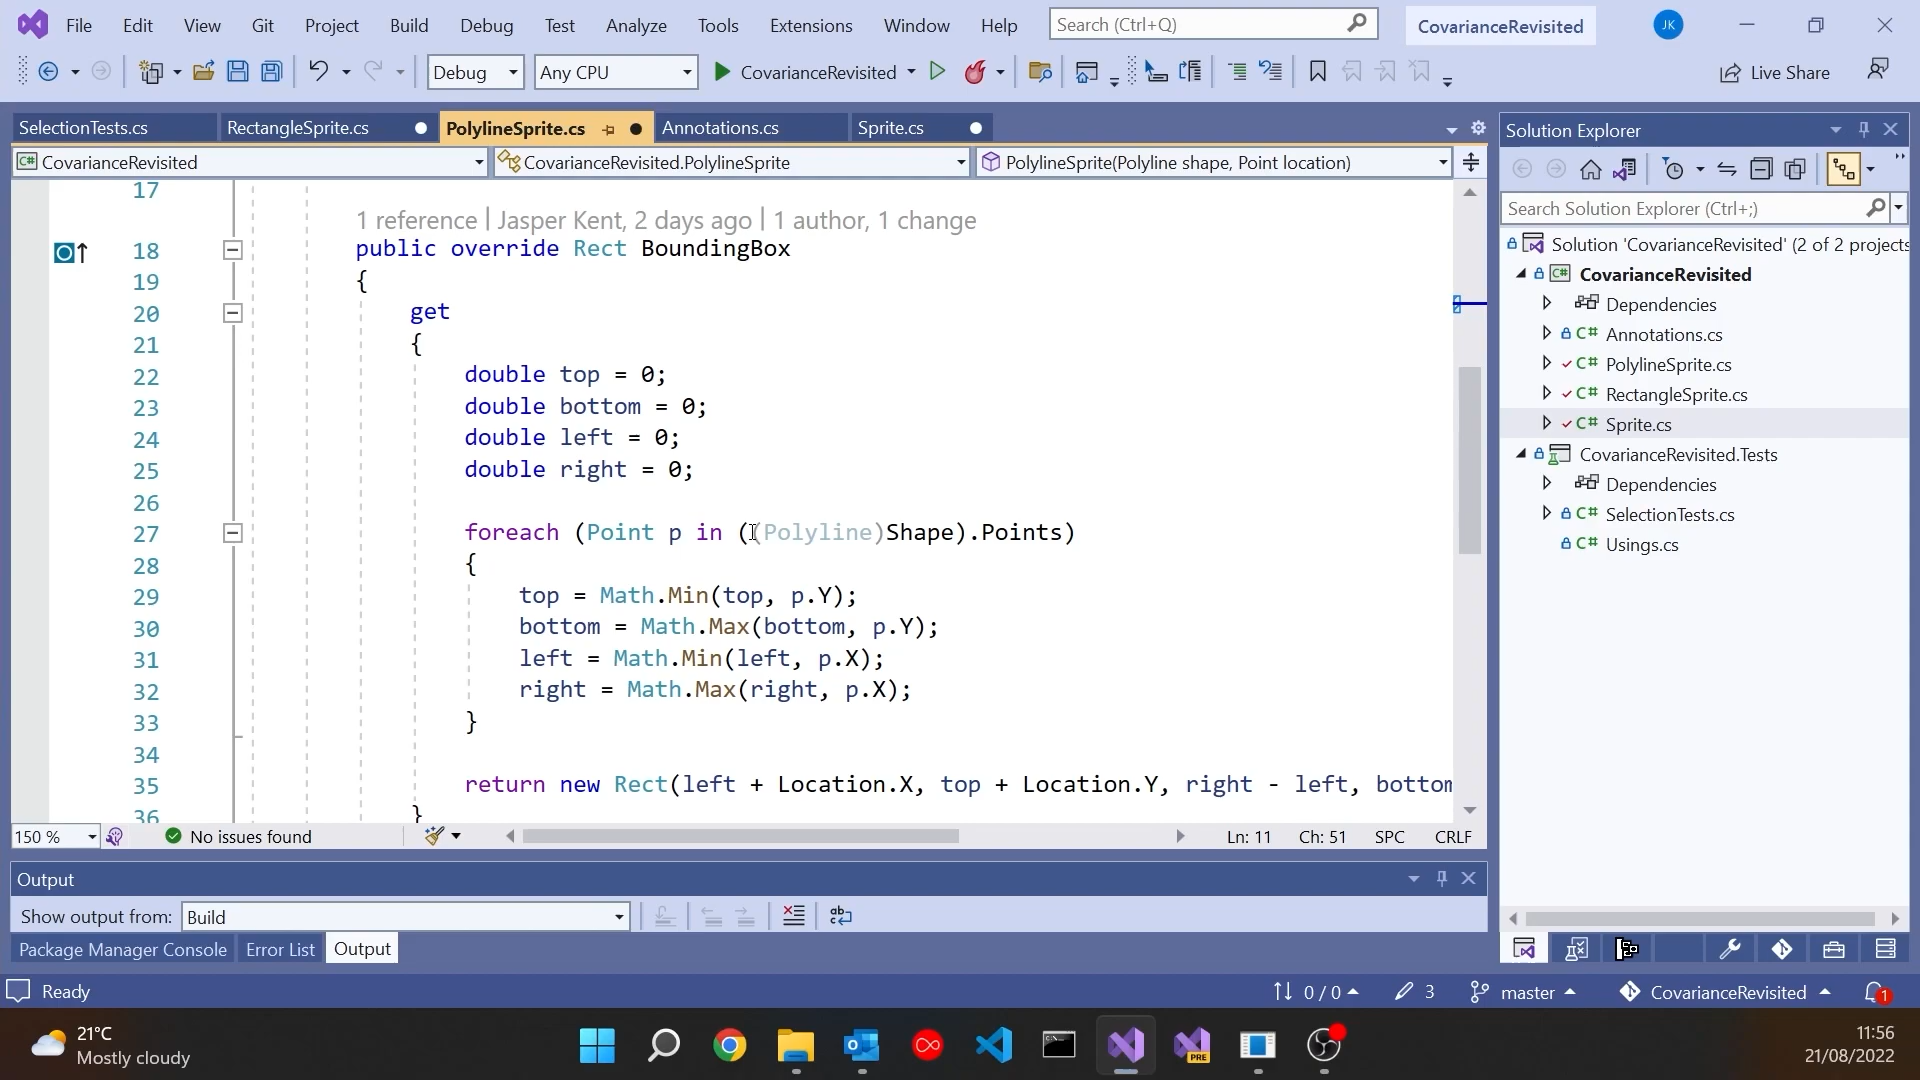 File Edit View Git Project Build Debug Test Analyze Tools Extensions Window Help Search (Ctrl+Q) CovarianceRevisited JK
Debug Any CPU CovarianceRevisited Live Share
SelectionTests.cs RectangleSprite.cs PolylineSprite.cs Annotations.cs Sprite.cs
CovarianceRevisited CovarianceRevisited.PolylineSprite PolylineSprite(Polyline shape, Point location)
17
1 reference | Jasper Kent, 2 days ago | 1 author, 1 change
18 public override Rect BoundingBox
19 {
20 get
21 {
22 double top = 0;
23 double bottom = 0;
24 double left = 0;
25 double right = 0;
26
27 foreach (Point p in ((Polyline)Shape).Points)
28 {
29 top = Math.Min(top, p.Y);
30 bottom = Math.Max(bottom, p.Y);
31 left = Math.Min(left, p.X);
32 right = Math.Max(right, p.X);
33 }
34
35 return new Rect(left + Location.X, top + Location.Y, right - left, bottom
36 }
150 % No issues found Ln: 11 Ch: 51 SPC CRLF
Output
Show output from: Build
Package Manager Console Error List Output
Solution Explorer
Search Solution Explorer (Ctrl+;)
Solution 'CovarianceRevisited' (2 of 2 projects
C# CovarianceRevisited
Dependencies
C# Annotations.cs
C# PolylineSprite.cs
C# RectangleSprite.cs
C# Sprite.cs
CovarianceRevisited.Tests
Dependencies
C# SelectionTests.cs
C# Usings.cs
Ready 0 / 0 3 master CovarianceRevisited 1
21°C
Mostly cloudy
PRE
11:56
21/08/2022